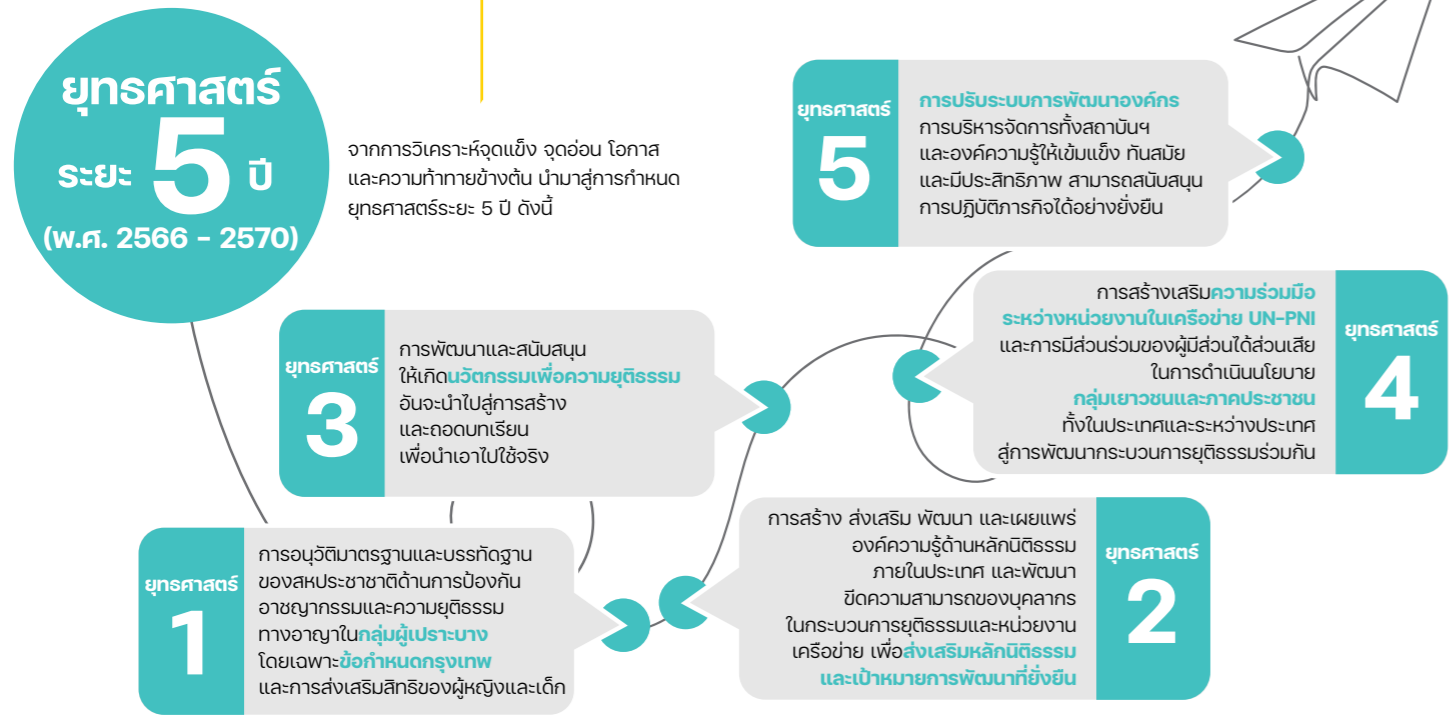 ยุทธศาสตร์
ระยะ 5 ปี
(พ.ศ. 2566 - 2570)
จากการวิเคราะห์จุดแข็ง จุดอ่อน โอกาส
และความท้าทายข้างต้น นำมาสู่การกำหนด
ยุทธศาสตร์ระยะ 5 ปี ดังนี้
ยุทธศาสตร์
1
การอนุวัติมาตรฐานและบรรทัดฐาน
ของสหประชาชาติด้านการป้องกัน
อาชญากรรมและความยุติธรรม
ทางอาญาในกลุ่มผู้เปราะบาง
โดยเฉพาะข้อกำหนดกรุงเทพ
และการส่งเสริมสิทธิของผู้หญิงและเด็ก
ยุทธศาสตร์
2
การสร้าง ส่งเสริม พัฒนา และเผยแพร่
องค์ความรู้ด้านหลักนิติธรรม
ภายในประเทศ และพัฒนา
ขีดความสามารถของบุคลากร
ในกระบวนการยุติธรรมและหน่วยงาน
เครือข่าย เพื่อส่งเสริมหลักนิติธรรม
และเป้าหมายการพัฒนาที่ยั่งยืน
ยุทธศาสตร์
3
การพัฒนาและสนับสนุน
ให้เกิดนวัตกรรมเพื่อความยุติธรรม
อันจะนำไปสู่การสร้าง
และถอดบทเรียน
เพื่อนำเอาไปใช้จริง
ยุทธศาสตร์
4
การสร้างเสริมความร่วมมือ
ระหว่างหน่วยงานในเครือข่าย UN-PNI
และการมีส่วนร่วมของผู้มีส่วนได้ส่วนเสีย
ในการดำเนินนโยบาย
กลุ่มเยาวชนและภาคประชาชน
ทั้งในประเทศและระหว่างประเทศ
สู่การพัฒนากระบวนการยุติธรรมร่วมกัน
ยุทธศาสตร์
5
การปรับระบบการพัฒนาองค์กร
การบริหารจัดการทั้งสถาบันฯ
และองค์ความรู้ให้เข้มแข็ง ทันสมัย
และมีประสิทธิภาพ สามารถสนับสนุน
การปฏิบัติภารกิจได้อย่างยั่งยืน